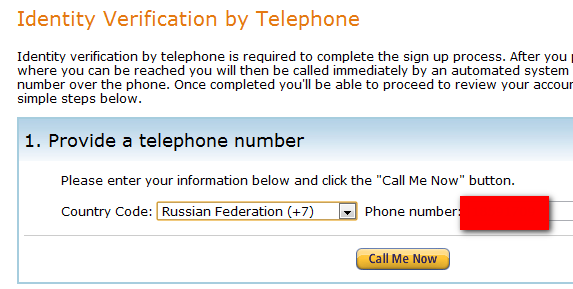 Identity Verification by Telephone
Identity verification by telephone is required to complete the sign up process. After you
where you can be reached you will then be called immediately by an automated system
number over the phone. Once completed you'll be able to proceed to review your accou
simple steps below.
1. Provide a telephone number
Please enter your information below and click the "Call Me Now" button.
Country Code: Russian Federation (+7) Phone number:
Call Me Now